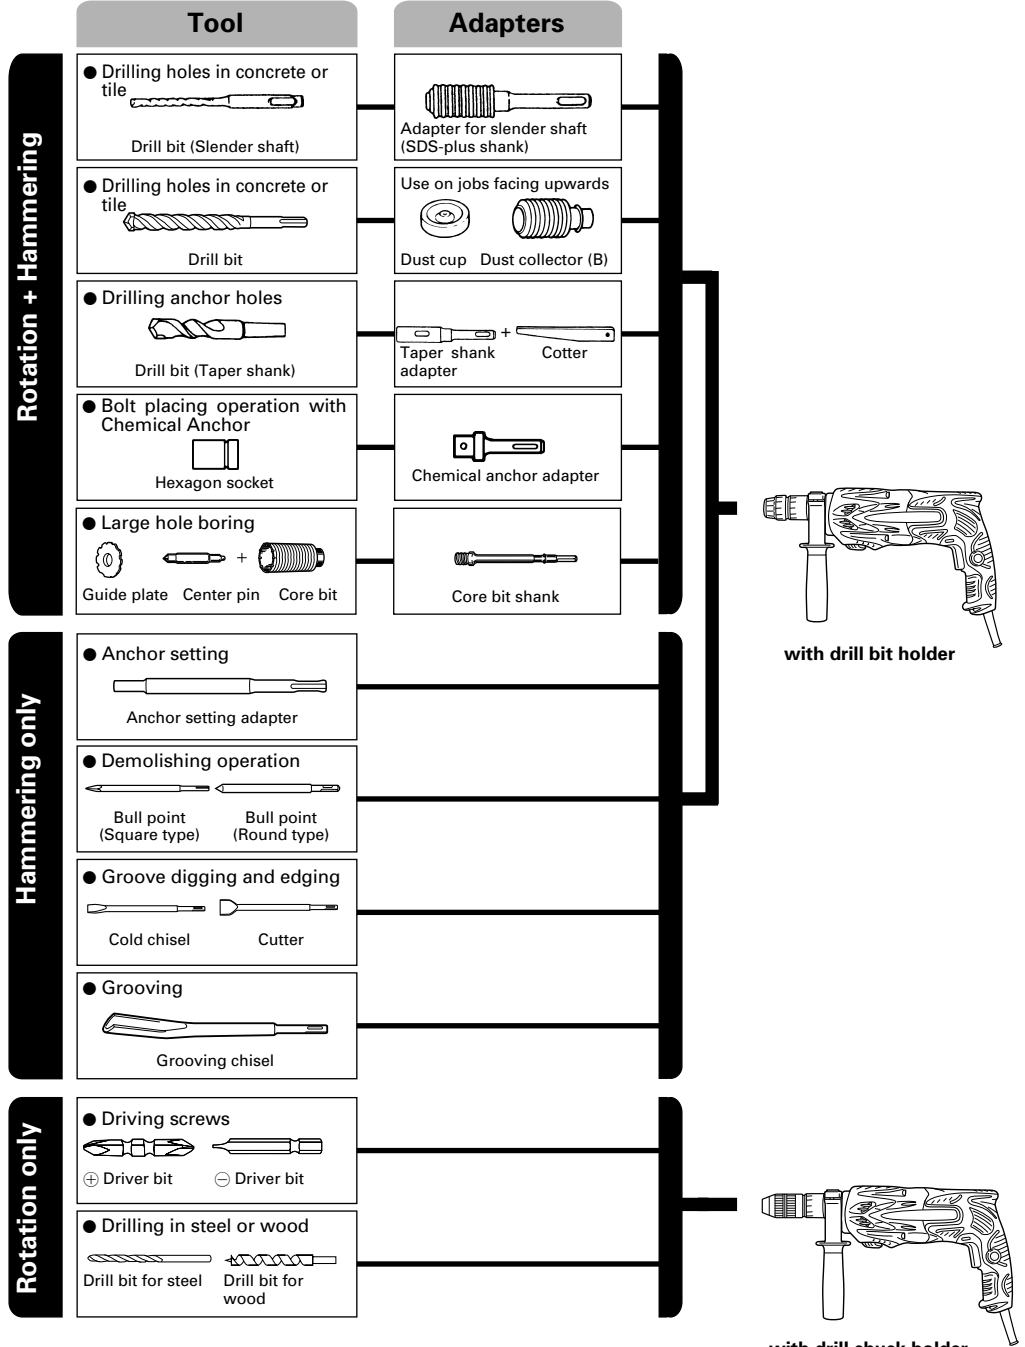 Tool
Adapters
Rotation + Hammering
● Drilling holes in concrete or
tile
Drill bit (Slender shaft)
Adapter for slender shaft
(SDS-plus shank)
● Drilling holes in concrete or
tile
Drill bit
Use on jobs facing upwards
Dust cup Dust collector (B)
● Drilling anchor holes
Drill bit (Taper shank)
+
Taper shank
adapter
Cotter
● Bolt placing operation with
Chemical Anchor
Hexagon socket
Chemical anchor adapter
● Large hole boring
+
Guide plate Center pin Core bit
Core bit shank
with drill bit holder
Hammering only
● Anchor setting
Anchor setting adapter
● Demolishing operation
Bull point
(Square type)
Bull point
(Round type)
● Groove digging and edging
Cold chisel Cutter
● Grooving
Grooving chisel
Rotation only
● Driving screws
⊕ Driver bit ⊖ Driver bit
● Drilling in steel or wood
Drill bit for steel
Drill bit for
wood
with drill chuck holder